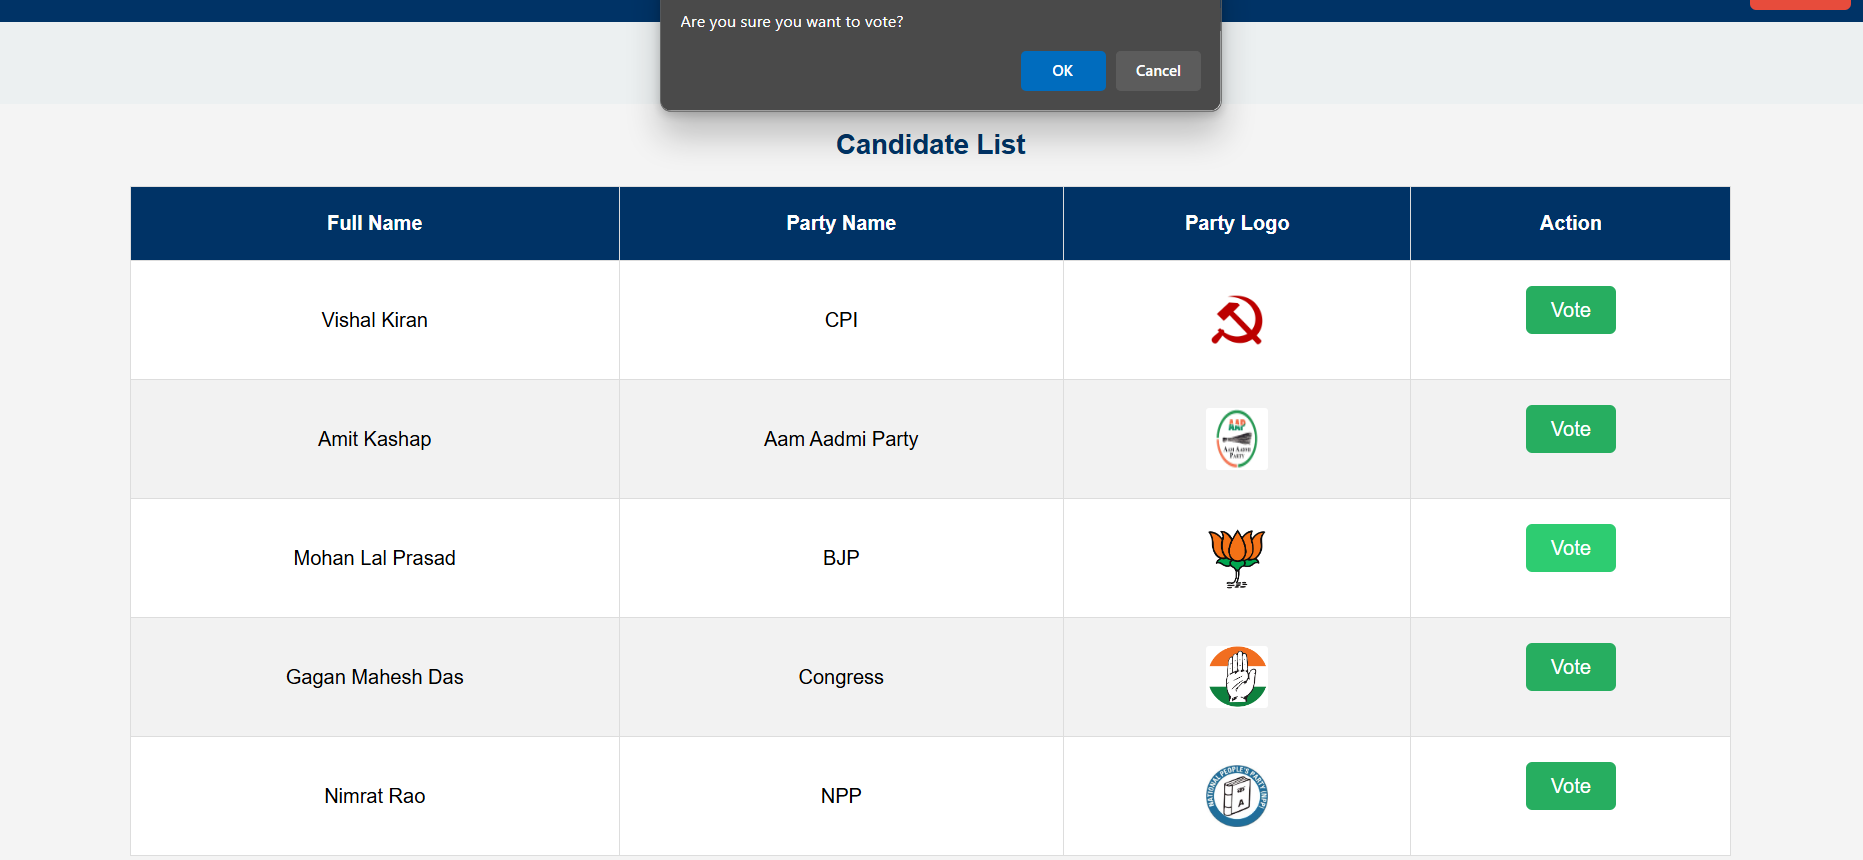 Are you sure you want to vote?
OK Cancel
Candidate List
Full Name Party Name Party Logo Action
Vishal Kiran CPI Vote
Amit Kashap Aam Aadmi Party AAP AAM AADMI PARTY Vote
Mohan Lal Prasad BJP Vote
Gagan Mahesh Das Congress Vote
Nimrat Rao NPP NATIONAL PEOPLE'S PARTY (NPP) A Vote